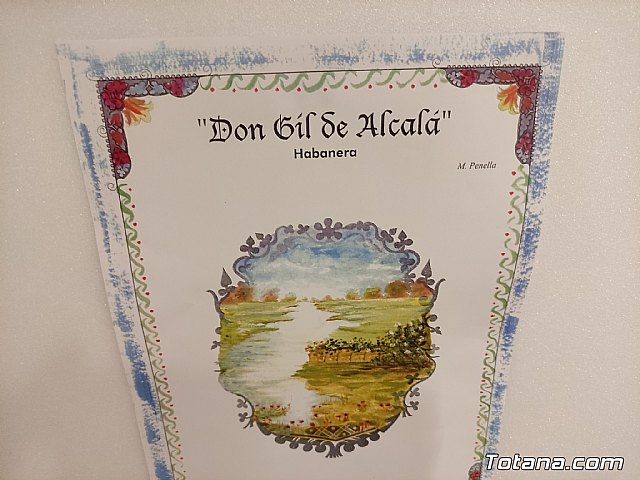 "Don Gil de Alcalá"
Habanera
M. Penella
Totana.com